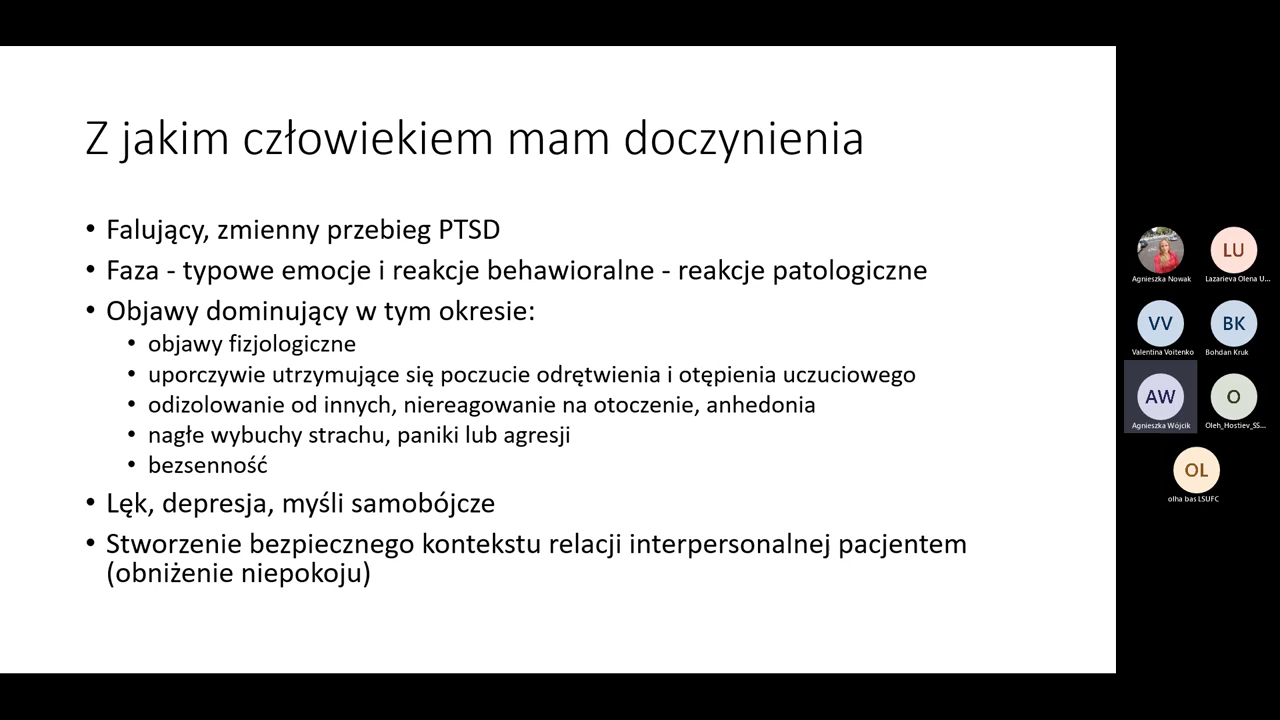 Z jakim człowiekiem mam doczynienia
• Falujący, zmienny przebieg PTSD
• Faza - typowe emocje i reakcje behawioralne - reakcje patologiczne
• Objawy dominujący w tym okresie:
• objawy fizjologiczne
• uporczywie utrzymujące się poczucie odrętwienia i otępienia uczuciowego
• odizolowanie od innych, niereagowanie na otoczenie, anhedonia
• nagłe wybuchy strachu, paniki lub agresji
• bezsenność
• Lęk, depresja, myśli samobójcze
• Stworzenie bezpiecznego kontekstu relacji interpersonalnej pacjentem
(obniżenie niepokoju)
LU
Agnieszka Nowak
Lazarieva Olena U...
VV
BK
Valentina Voitenko
Bohdan Kruk
AW
O
Agnieszka Wójcik
Oleh_Hostiev_SS...
OL
olha bas LSUFC